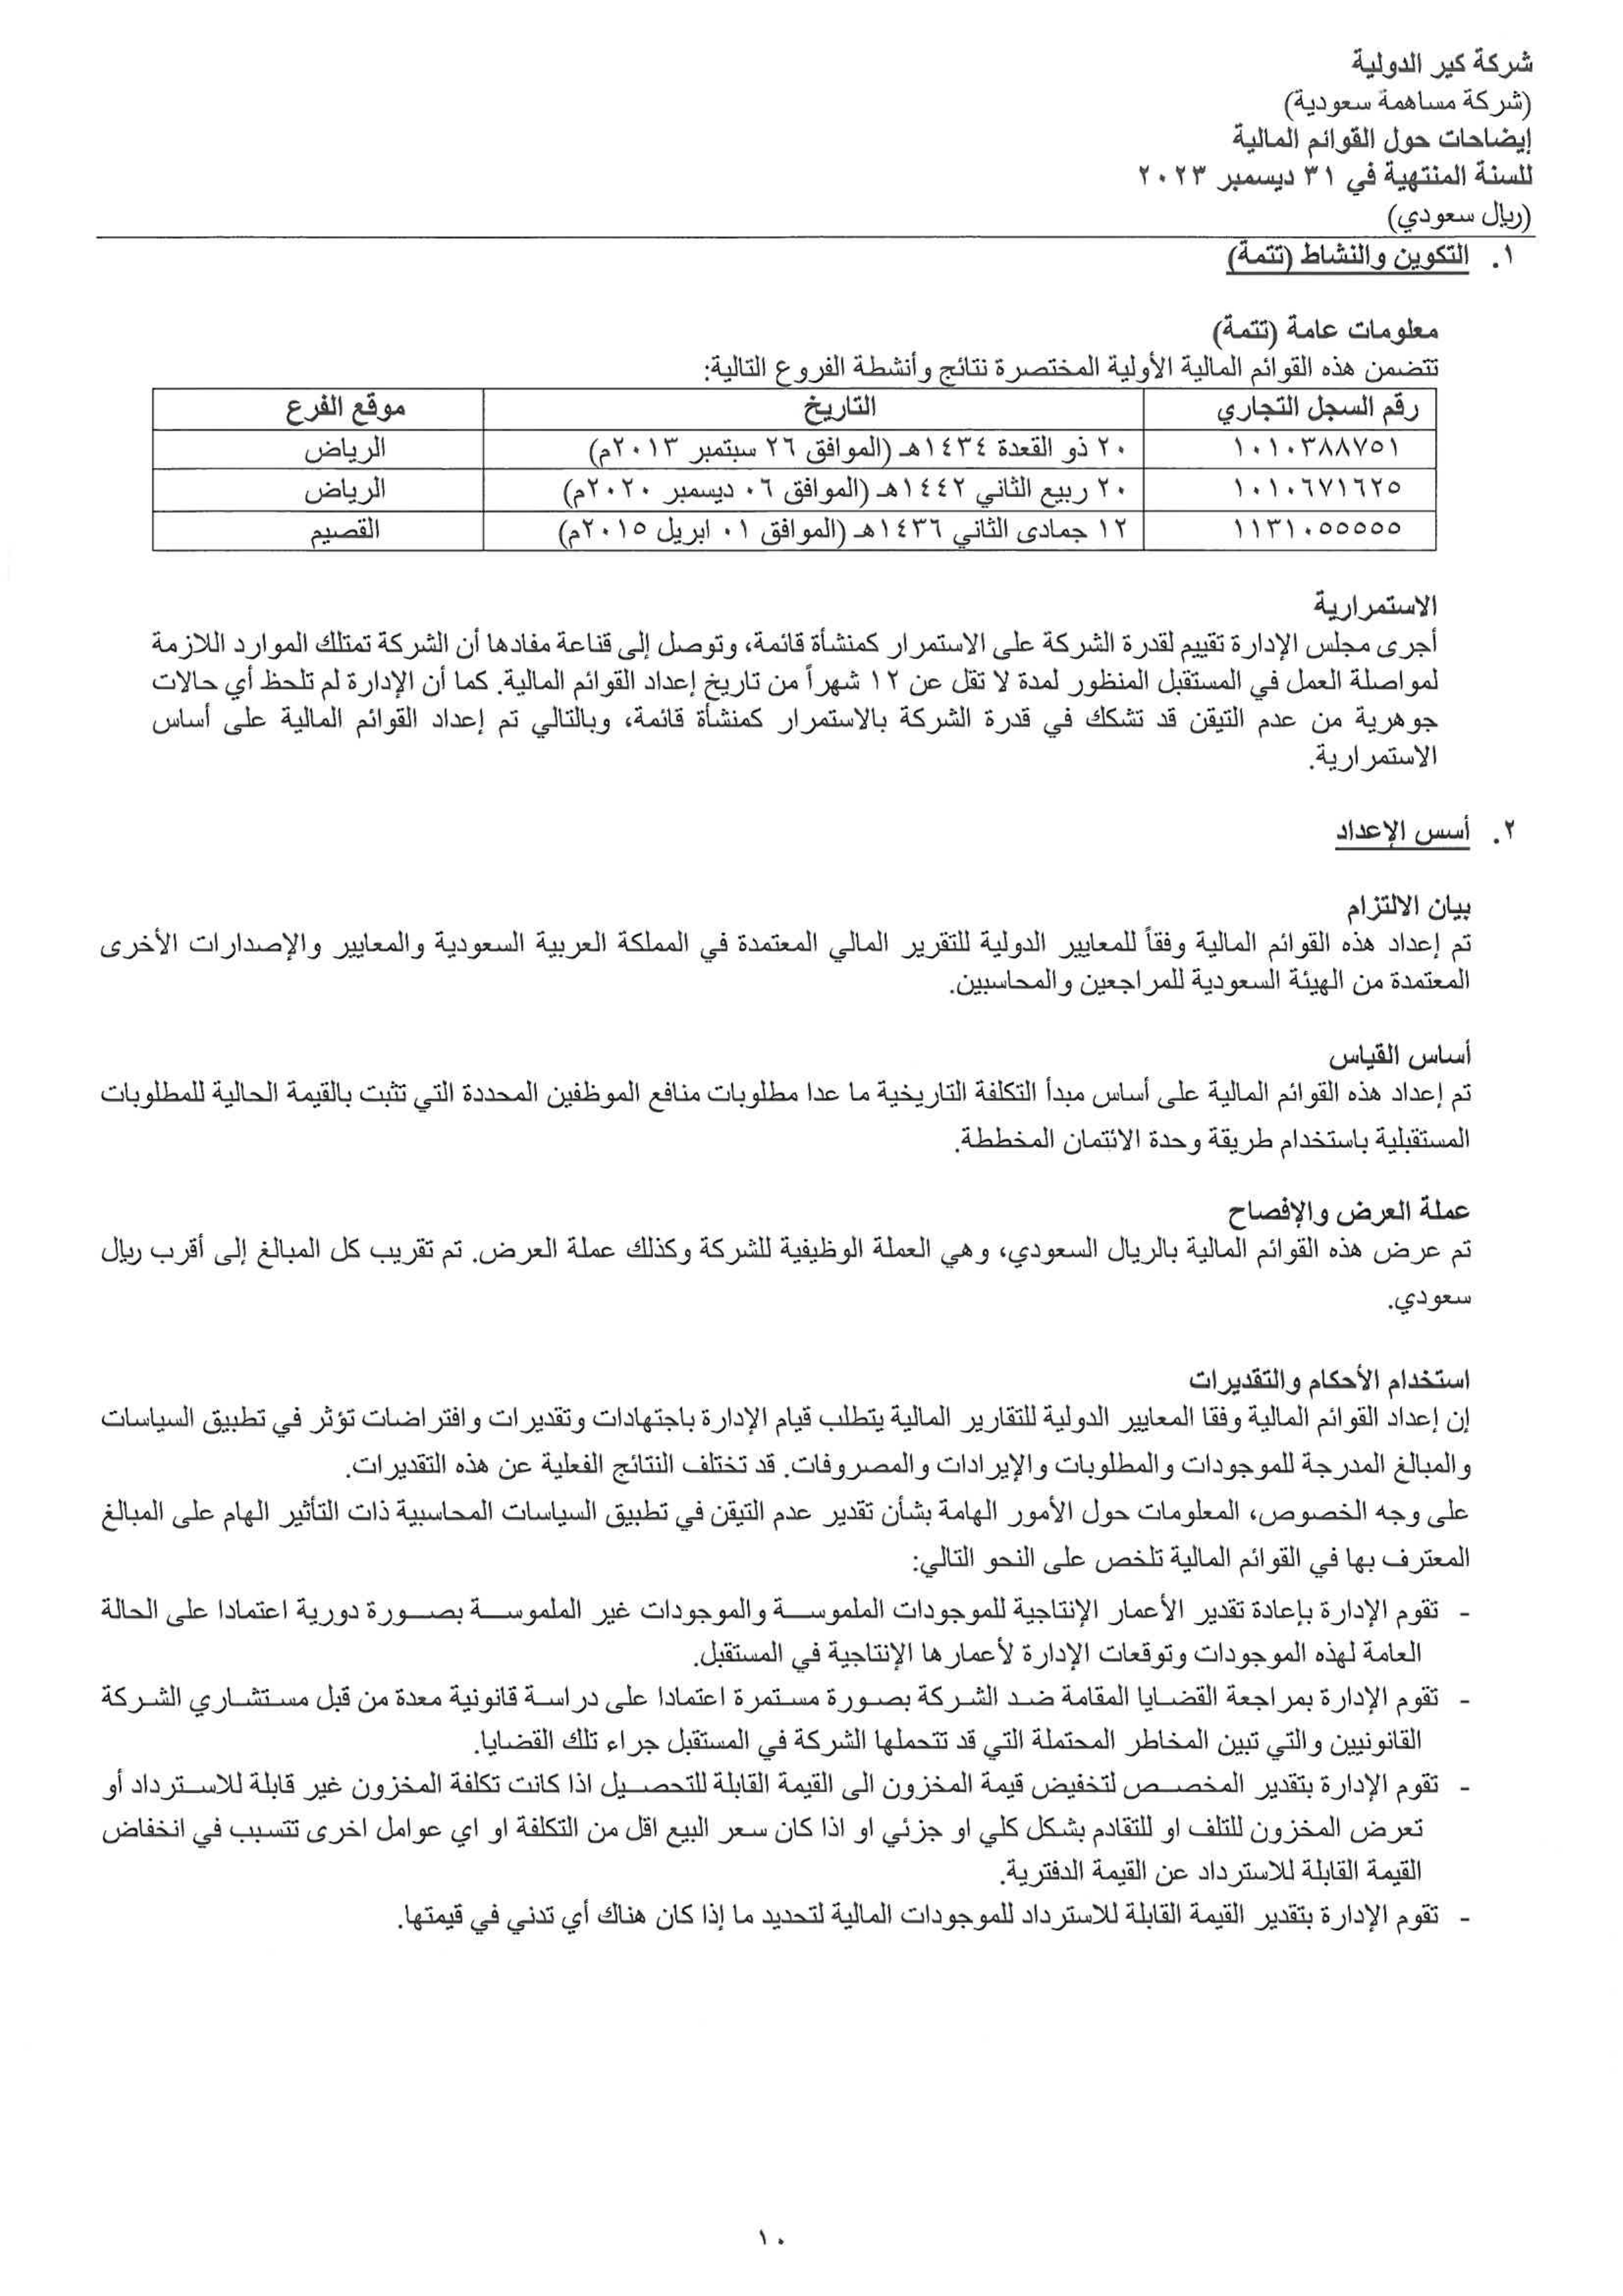 شركة كير الدولية
(شركة مساهمة سعودية)
إيضاحات حول القوائم المالية
للسنة المنتهية في ٣١ ديسمبر ٢٠٢٣
(ريال سعودي)
١. التكوين والنشاط (تتمة)
معلومات عامة (تتمة)
تتضمن هذه القوائم المالية الأولية المختصرة نتائج وأنشطة الفروع التالية:
رقم السجل التجاري التاريخ موقع الفرع
١٠١٠٣٨٨٧٥١ ٢٠ ذو القعدة ١٤٣٤هـ (الموافق ٢٦ سبتمبر ٢٠١٣م) الرياض
١٠١٠٦٧١٦٢٥ ٢٠ ربيع الثاني ١٤٤٢هـ (الموافق ٠٦ ديسمبر ٢٠٢٠م) الرياض
١١٣١٠٥٥٥٥٥ ١٢ جمادى الثاني ١٤٣٦هـ (الموافق ٠١ ابريل ٢٠١٥م) القصيم
الاستمرارية
أجرى مجلس الإدارة تقييم لقدرة الشركة على الاستمرار كمنشأة قائمة، وتوصل إلى قناعة مفادها أن الشركة تمتلك الموارد اللازمة
لمواصلة العمل في المستقبل المنظور لمدة لا تقل عن ١٢ شهراً من تاريخ إعداد القوائم المالية. كما أن الإدارة لم تلحظ أي حالات
جوهرية من عدم التيقن قد تشكك في قدرة الشركة بالاستمرار كمنشأة قائمة، وبالتالي تم إعداد القوائم المالية على أساس
الاستمرارية.
٢. أسس الإعداد
بيان الالتزام
تم إعداد هذه القوائم المالية وفقاً للمعايير الدولية للتقرير المالي المعتمدة في المملكة العربية السعودية والمعايير والإصدارات الأخرى
المعتمدة من الهيئة السعودية للمراجعين والمحاسبين.
أساس القياس
تم إعداد هذه القوائم المالية على أساس مبدأ التكلفة التاريخية ما عدا مطلوبات منافع الموظفين المحددة التي تثبت بالقيمة الحالية للمطلوبات
المستقبلية باستخدام طريقة وحدة الائتمان المخططة.
عملة العرض والإفصاح
تم عرض هذه القوائم المالية بالريال السعودي، وهي العملة الوظيفية للشركة وكذلك عملة العرض. تم تقريب كل المبالغ إلى أقرب ريال
سعودي.
استخدام الأحكام والتقديرات
إن إعداد القوائم المالية وفقا المعايير الدولية للتقارير المالية يتطلب قيام الإدارة باجتهادات وتقديرات وافتراضات تؤثر في تطبيق السياسات
والمبالغ المدرجة للموجودات والمطلوبات والإيرادات والمصروفات. قد تختلف النتائج الفعلية عن هذه التقديرات.
على وجه الخصوص، المعلومات حول الأمور الهامة بشأن تقدير عدم التيقن في تطبيق السياسات المحاسبية ذات التأثير الهام على المبالغ
المعترف بها في القوائم المالية تلخص على النحو التالي:
- تقوم الإدارة بإعادة تقدير الأعمار الإنتاجية للموجودات الملموسة والموجودات غير الملموسة بصورة دورية اعتمادا على الحالة
العامة لهذه الموجودات وتوقعات الإدارة لأعمارها الإنتاجية في المستقبل.
- تقوم الإدارة بمراجعة القضايا المقامة ضد الشركة بصورة مستمرة اعتمادا على دراسة قانونية معدة من قبل مستشاري الشركة
القانونيين والتي تبين المخاطر المحتملة التي قد تتحملها الشركة في المستقبل جراء تلك القضايا.
- تقوم الإدارة بتقدير المخصص لتخفيض قيمة المخزون الى القيمة القابلة للتحصيل اذا كانت تكلفة المخزون غير قابلة للاسترداد أو
تعرض المخزون للتلف او للتقادم بشكل كلي او جزئي او اذا كان سعر البيع اقل من التكلفة او اي عوامل اخرى تتسبب في انخفاض
القيمة القابلة للاسترداد عن القيمة الدفترية.
- تقوم الإدارة بتقدير القيمة القابلة للاسترداد للموجودات المالية لتحديد ما إذا كان هناك أي تدني في قيمتها.
١٠